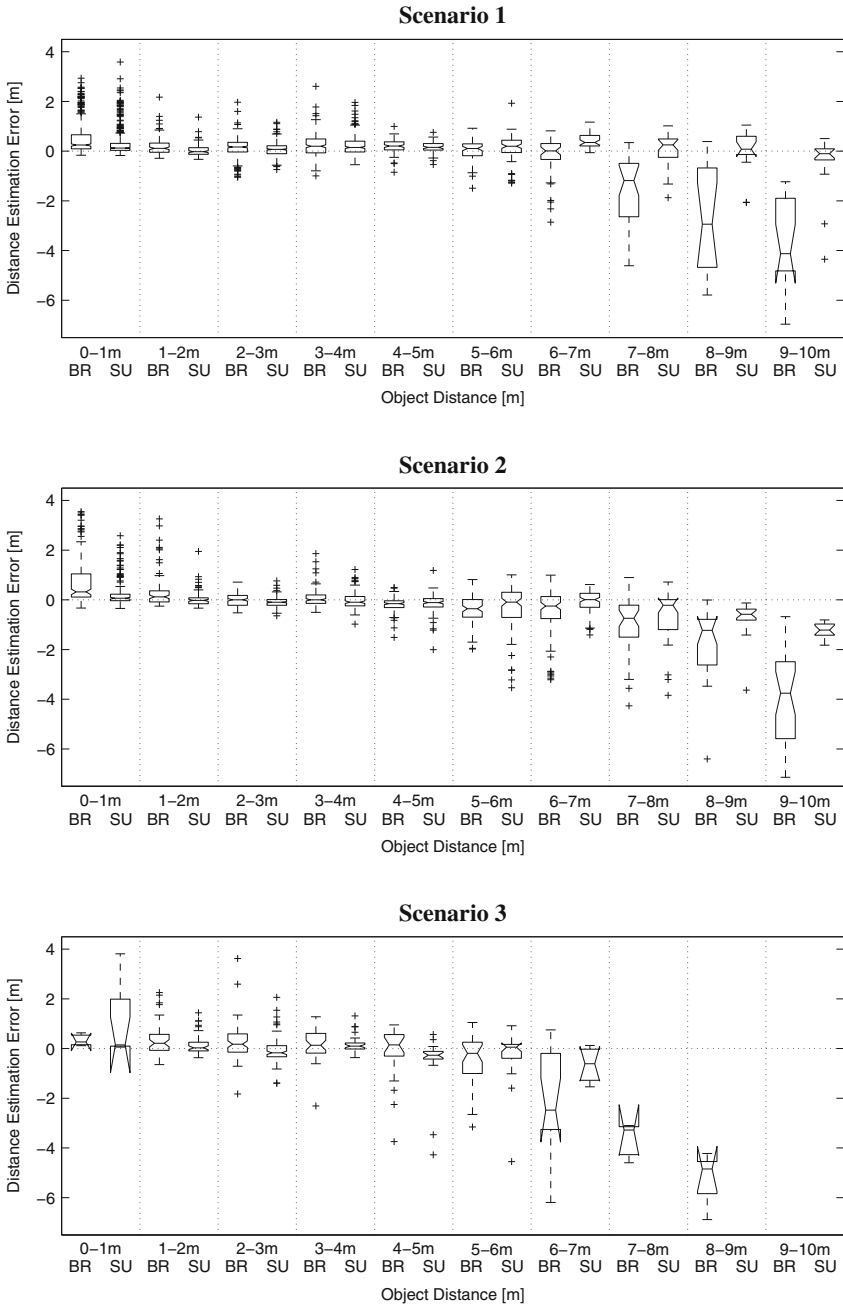 Scenario 1
4
2
0
−2
−4
−6
Distance Estimation Error [m]
0−1m 1−2m 2−3m 3−4m 4−5m 5−6m 6−7m 7−8m 8−9m 9−10m
BR SU BR SU BR SU BR SU BR SU BR SU BR SU BR SU BR SU BR SU
Object Distance [m]
Scenario 2
4
2
0
−2
−4
−6
Distance Estimation Error [m]
0−1m 1−2m 2−3m 3−4m 4−5m 5−6m 6−7m 7−8m 8−9m 9−10m
BR SU BR SU BR SU BR SU BR SU BR SU BR SU BR SU BR SU BR SU
Object Distance [m]
Scenario 3
4
2
0
−2
−4
−6
Distance Estimation Error [m]
0−1m 1−2m 2−3m 3−4m 4−5m 5−6m 6−7m 7−8m 8−9m 9−10m
BR SU BR SU BR SU BR SU BR SU BR SU BR SU BR SU BR SU BR SU
Object Distance [m]